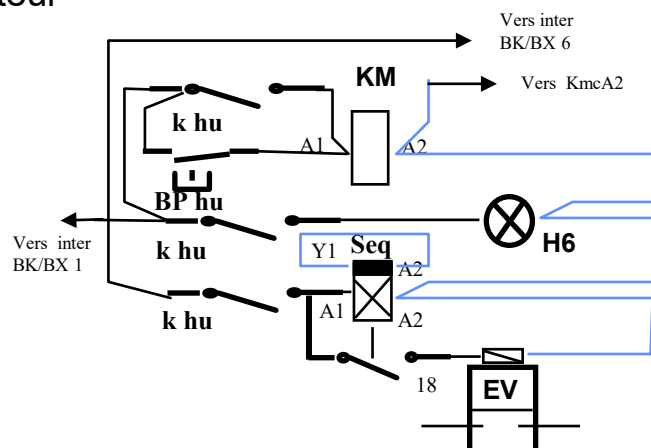 Vers inter
BK/BX 6
KM
Vers KmcA2
k hu
A1
A2
BP hu
Vers inter
BK/BX 1
k hu
H6
Y1
Seq
A2
k hu
A1
A2
18
EV